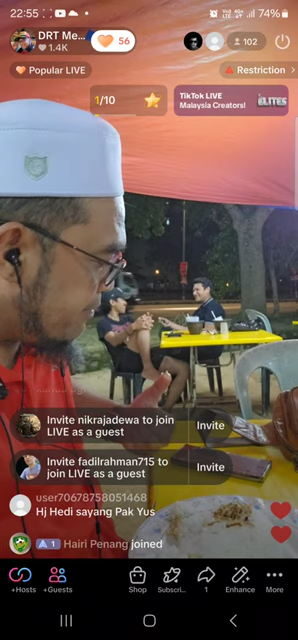 22:55
74%
DRT Me...
1.4K
56
102
Popular LIVE
Restriction >
1/10
TikTok LIVE
Malaysia Creators!
ELITES
Invite nikrajadewa to join
LIVE as a guest
Invite
Invite fadilrahman715 to
join LIVE as a guest
Invite
user70678758051468
Hj Hedi sayang Pak Yus
A 1 Hairi Penang joined
+Hosts
+Guests
Shop
Subscri...
1
Share
Enhance
More